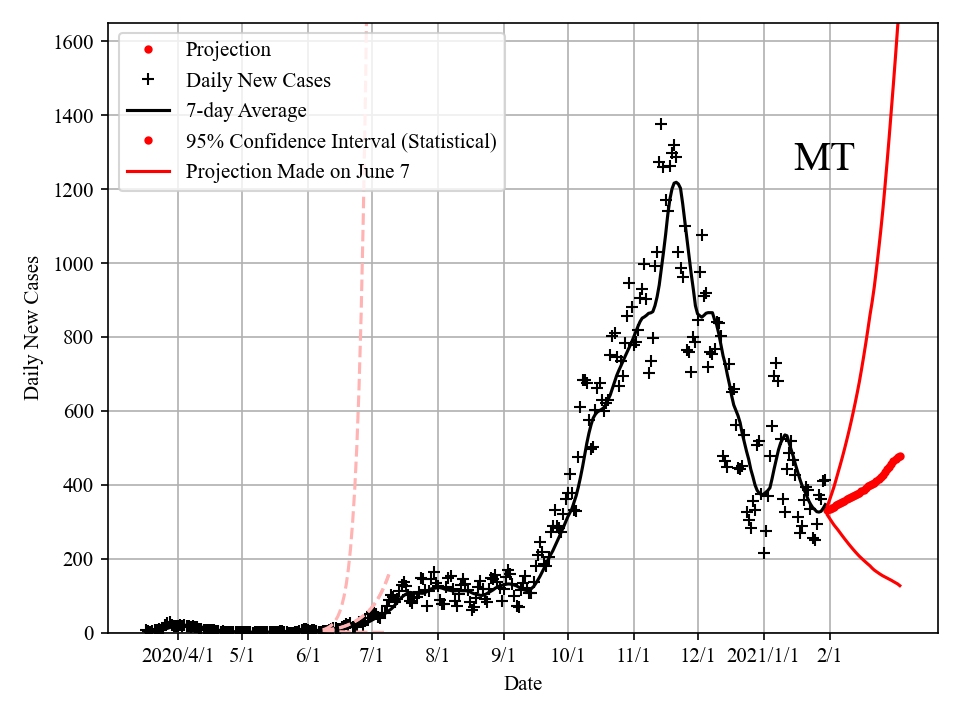 1600
1400
1200
1000
800
600
400
200
0
Daily New Cases
Projection
Daily New Cases
7-day Average
95% Confidence Interval (Statistical)
Projection Made on June 7
MT
2020/4/1 5/1 6/1 7/1 8/1 9/1 10/1 11/1 12/1 2021/1/1 2/1
Date